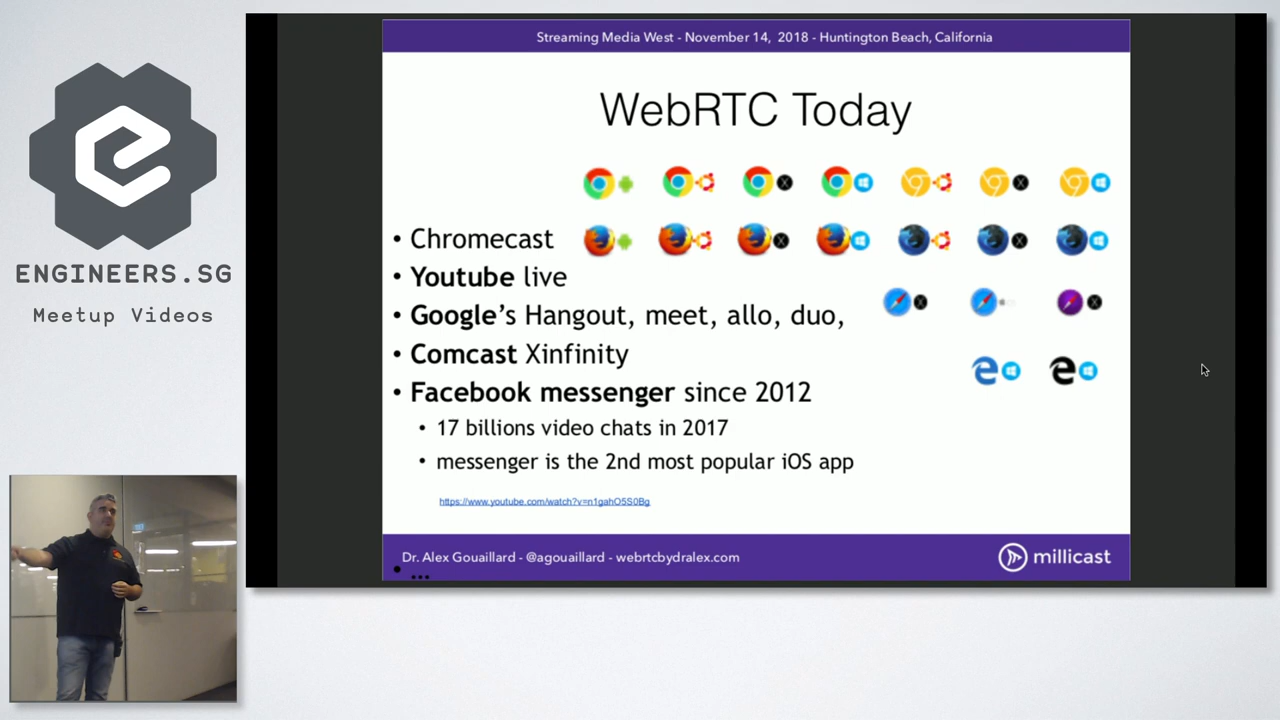 ENGINEERS.SG
Meetup Videos
Streaming Media West - November 14, 2018 - Huntington Beach, California
WebRTC Today
• Chromecast
• Youtube live
• Google's Hangout, meet, allo, duo,
• Comcast Xinfinity
• Facebook messenger since 2012
• 17 billions video chats in 2017
• messenger is the 2nd most popular iOS app
https://www.youtube.com/watch?v=n1gahO5S0Bg
Dr. Alex Gouaillard - @agouaillard - webrtcbydralex.com
millicast
• ...